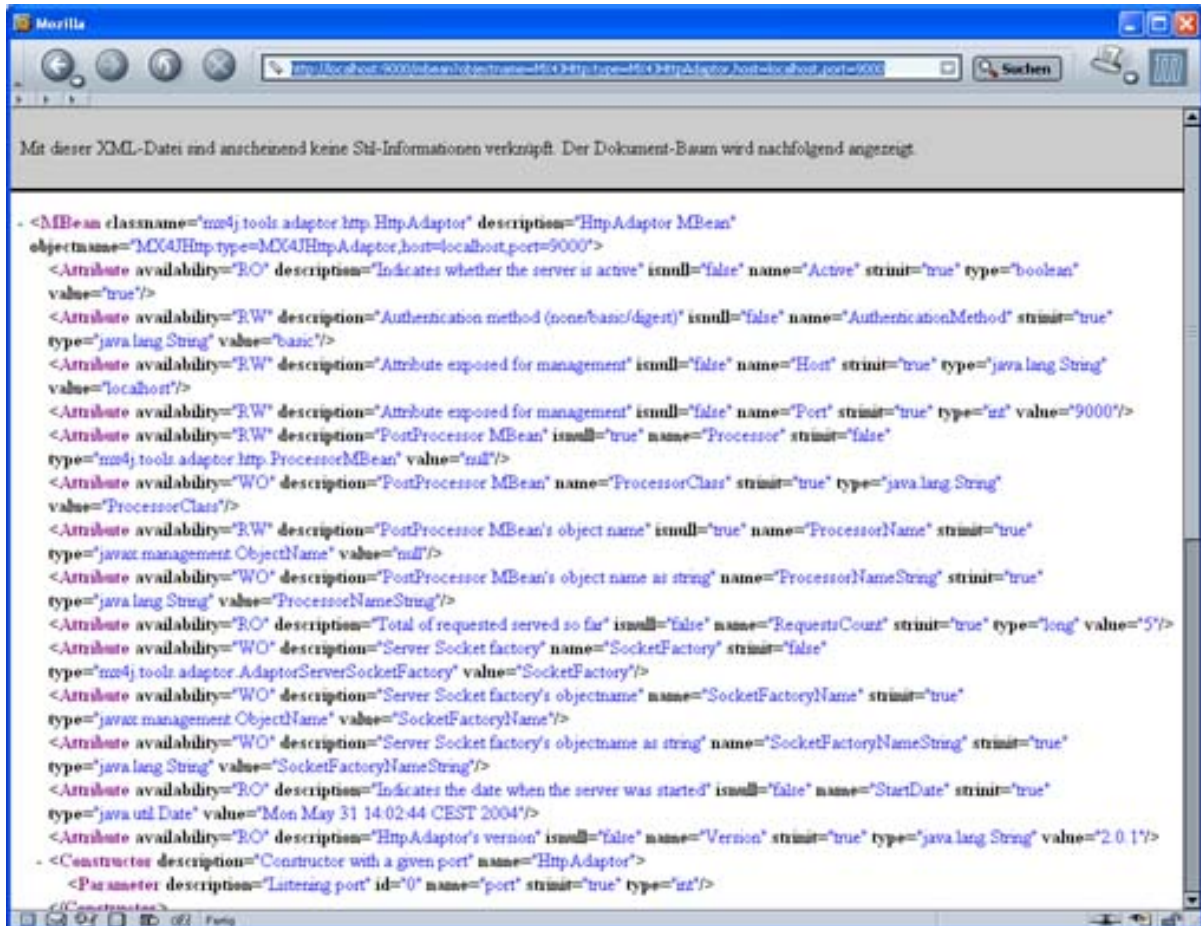 Mozilla
http://localhost:9000/mbean?objectname=MX4JHttp:type=MX4JHttpAdaptor,host=localhost,port=9000
Suchen
Mit dieser XML-Datei sind anscheinend keine Stil-Informationen verknüpft. Der Dokument-Baum wird nachfolgend angezeigt.
- <MBean classname="mx4j.tools.adaptor.http.HttpAdaptor" description="HttpAdaptor MBean"
objectname="MX4JHttp:type=MX4JHttpAdaptor,host=localhost,port=9000">
<Attribute availability="RO" description="Indicates whether the server is active" isnull="false" name="Active" strinit="true" type="boolean"
value="true"/>
<Attribute availability="RW" description="Authentication method (none/basic/digest)" isnull="false" name="AuthenticationMethod" strinit="true"
type="java.lang.String" value="basic"/>
<Attribute availability="RW" description="Attribute exposed for management" isnull="false" name="Host" strinit="true" type="java.lang.String"
value="localhost"/>
<Attribute availability="RW" description="Attribute exposed for management" isnull="false" name="Port" strinit="true" type="int" value="9000"/>
<Attribute availability="RW" description="PostProcessor MBean" isnull="true" name="Processor" strinit="false"
type="mx4j.tools.adaptor.http.ProcessorMBean" value="null"/>
<Attribute availability="WO" description="PostProcessor MBean" name="ProcessorClass" strinit="true" type="java.lang.String"
value="ProcessorClass"/>
<Attribute availability="RW" description="PostProcessor MBean's object name" isnull="true" name="ProcessorName" strinit="true"
type="javax.management.ObjectName" value="null"/>
<Attribute availability="WO" description="PostProcessor MBean's object name as string" name="ProcessorNameString" strinit="true"
type="java.lang.String" value="ProcessorNameString"/>
<Attribute availability="RO" description="Total of requested served so far" isnull="false" name="RequestsCount" strinit="true" type="long" value="5"/>
<Attribute availability="WO" description="Server Socket factory" name="SocketFactory" strinit="false"
type="mx4j.tools.adaptor.AdaptorServerSocketFactory" value="SocketFactory"/>
<Attribute availability="WO" description="Server Socket factory's objectname" name="SocketFactoryName" strinit="true"
type="javax.management.ObjectName" value="SocketFactoryName"/>
<Attribute availability="WO" description="Server Socket factory's objectname as string" name="SocketFactoryNameString" strinit="true"
type="java.lang.String" value="SocketFactoryNameString"/>
<Attribute availability="RO" description="Indicates the date when the server was started" isnull="false" name="StartDate" strinit="true"
type="java.util.Date" value="Mon May 31 14:02:44 CEST 2004"/>
<Attribute availability="RO" description="HttpAdaptor's version" isnull="false" name="Version" strinit="true" type="java.lang.String" value="2.0.1"/>
- <Constructor description="Constructor with a given port" name="HttpAdaptor">
<Parameter description="Listening port" id="0" name="port" strinit="true" type="int"/>
</Constructor>
Fertig